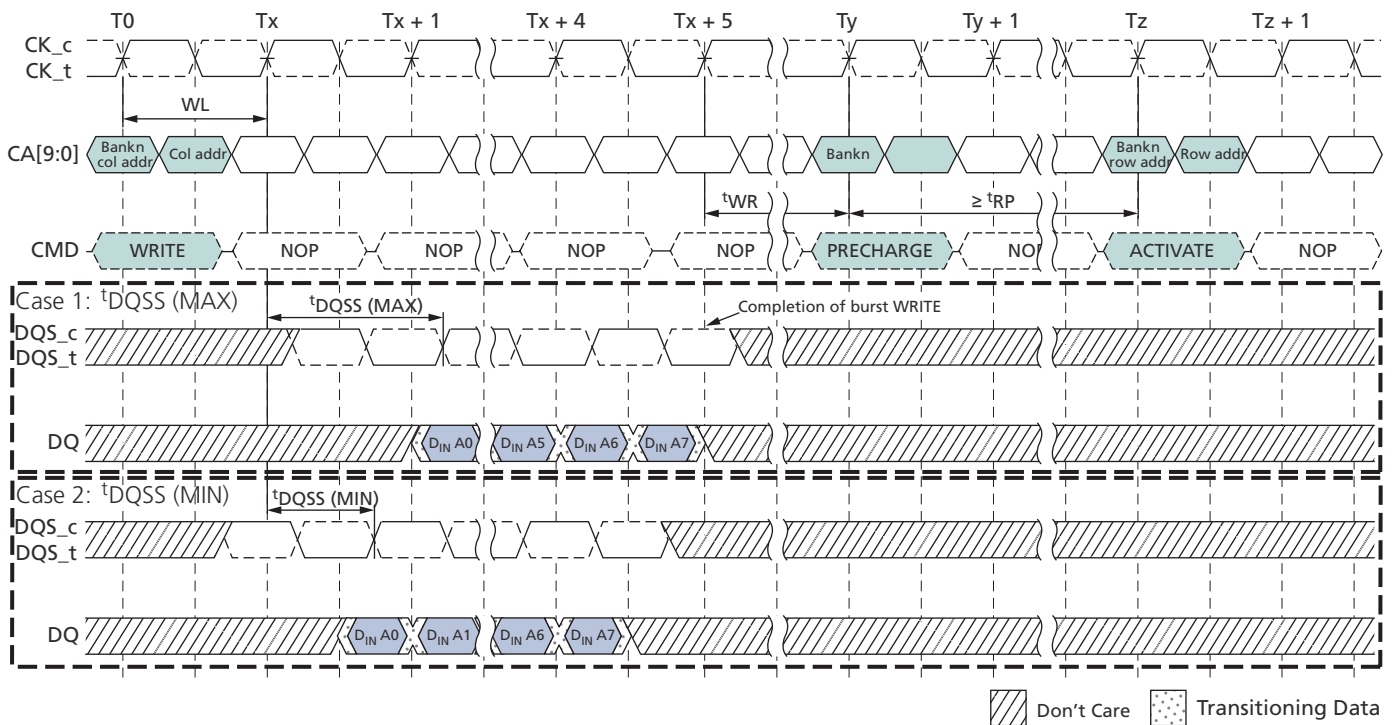 T0 Tx Tx + 1 Tx + 4 Tx + 5 Ty Ty + 1 Tz Tz + 1
CK_c
CK_t
WL
CA[9:0] Bankn col addr Col addr Bankn Bankn row addr Row addr
tWR ≥ tRP
CMD WRITE NOP NOP NOP NOP PRECHARGE NOP ACTIVATE NOP
Case 1: tDQSS (MAX) tDQSS (MAX) Completion of burst WRITE
DQS_c
DQS_t
DQ DIN A0 DIN A5 DIN A6 DIN A7
Case 2: tDQSS (MIN) tDQSS (MIN)
DQS_c
DQS_t
DQ DIN A0 DIN A1 DIN A6 DIN A7
Don't Care Transitioning Data